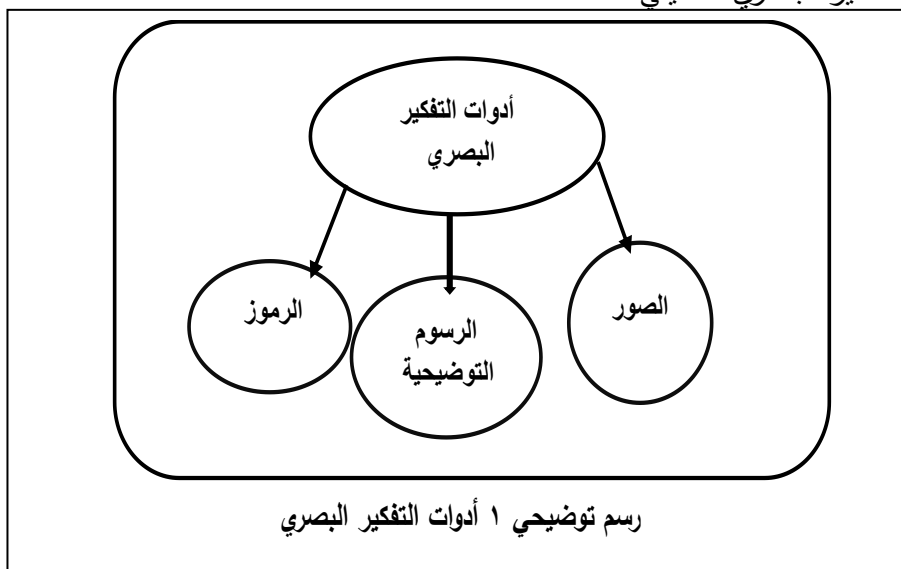 أدوات التفكير
البصري
الصور
الرسوم
التوضيحية
الرموز
رسم توضيحي ١ أدوات التفكير البصري